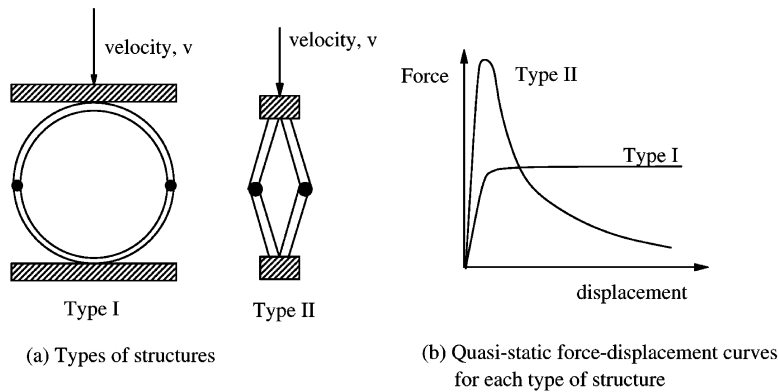 velocity, v
velocity, v
Type I
Type II
(a) Types of structures
Force
Type II
Type I
displacement
(b) Quasi-static force-displacement curves
for each type of structure